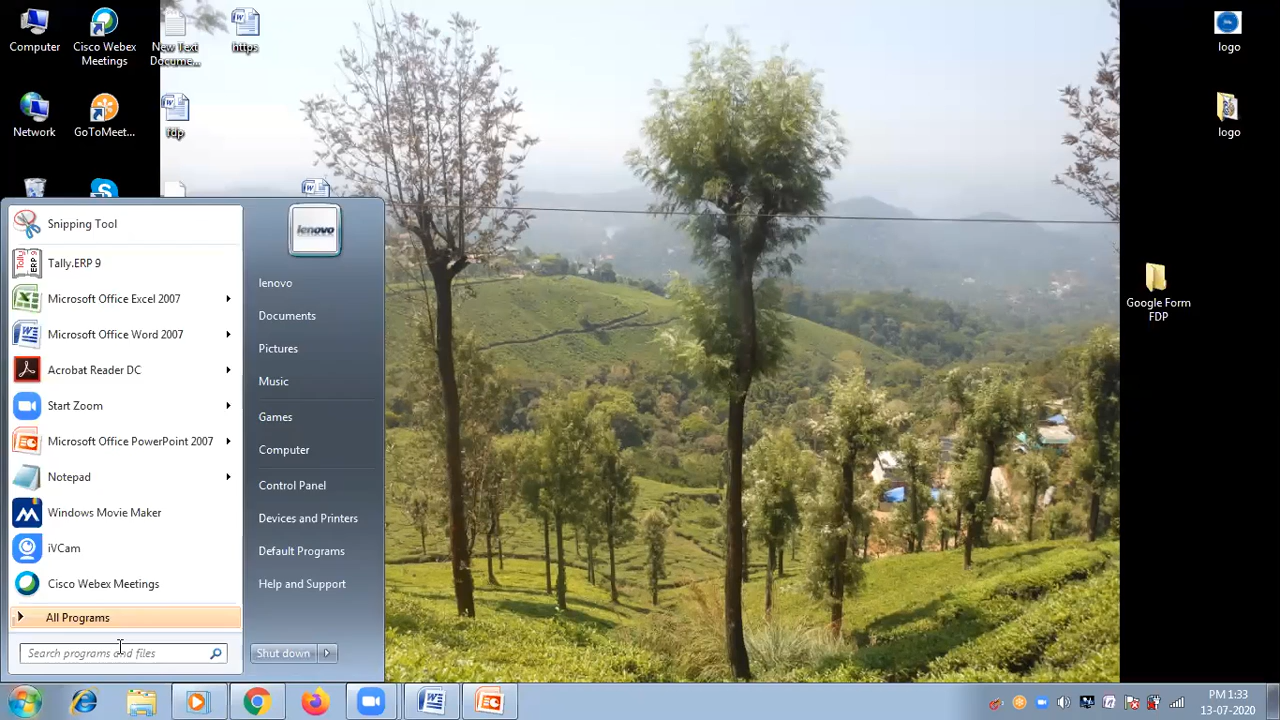 Computer
Cisco Webex
Meetings
New Text
Docume...
https
logo
Network
GoToMeet...
fdp
logo
Google Form
FDP
Snipping Tool
Tally.ERP 9
Microsoft Office Excel 2007
Microsoft Office Word 2007
Acrobat Reader DC
Start Zoom
Microsoft Office PowerPoint 2007
Notepad
Windows Movie Maker
iVCam
Cisco Webex Meetings
All Programs
Search programs and files
lenovo
lenovo
Documents
Pictures
Music
Games
Computer
Control Panel
Devices and Printers
Default Programs
Help and Support
Shut down
PM 1:33
13-07-2020